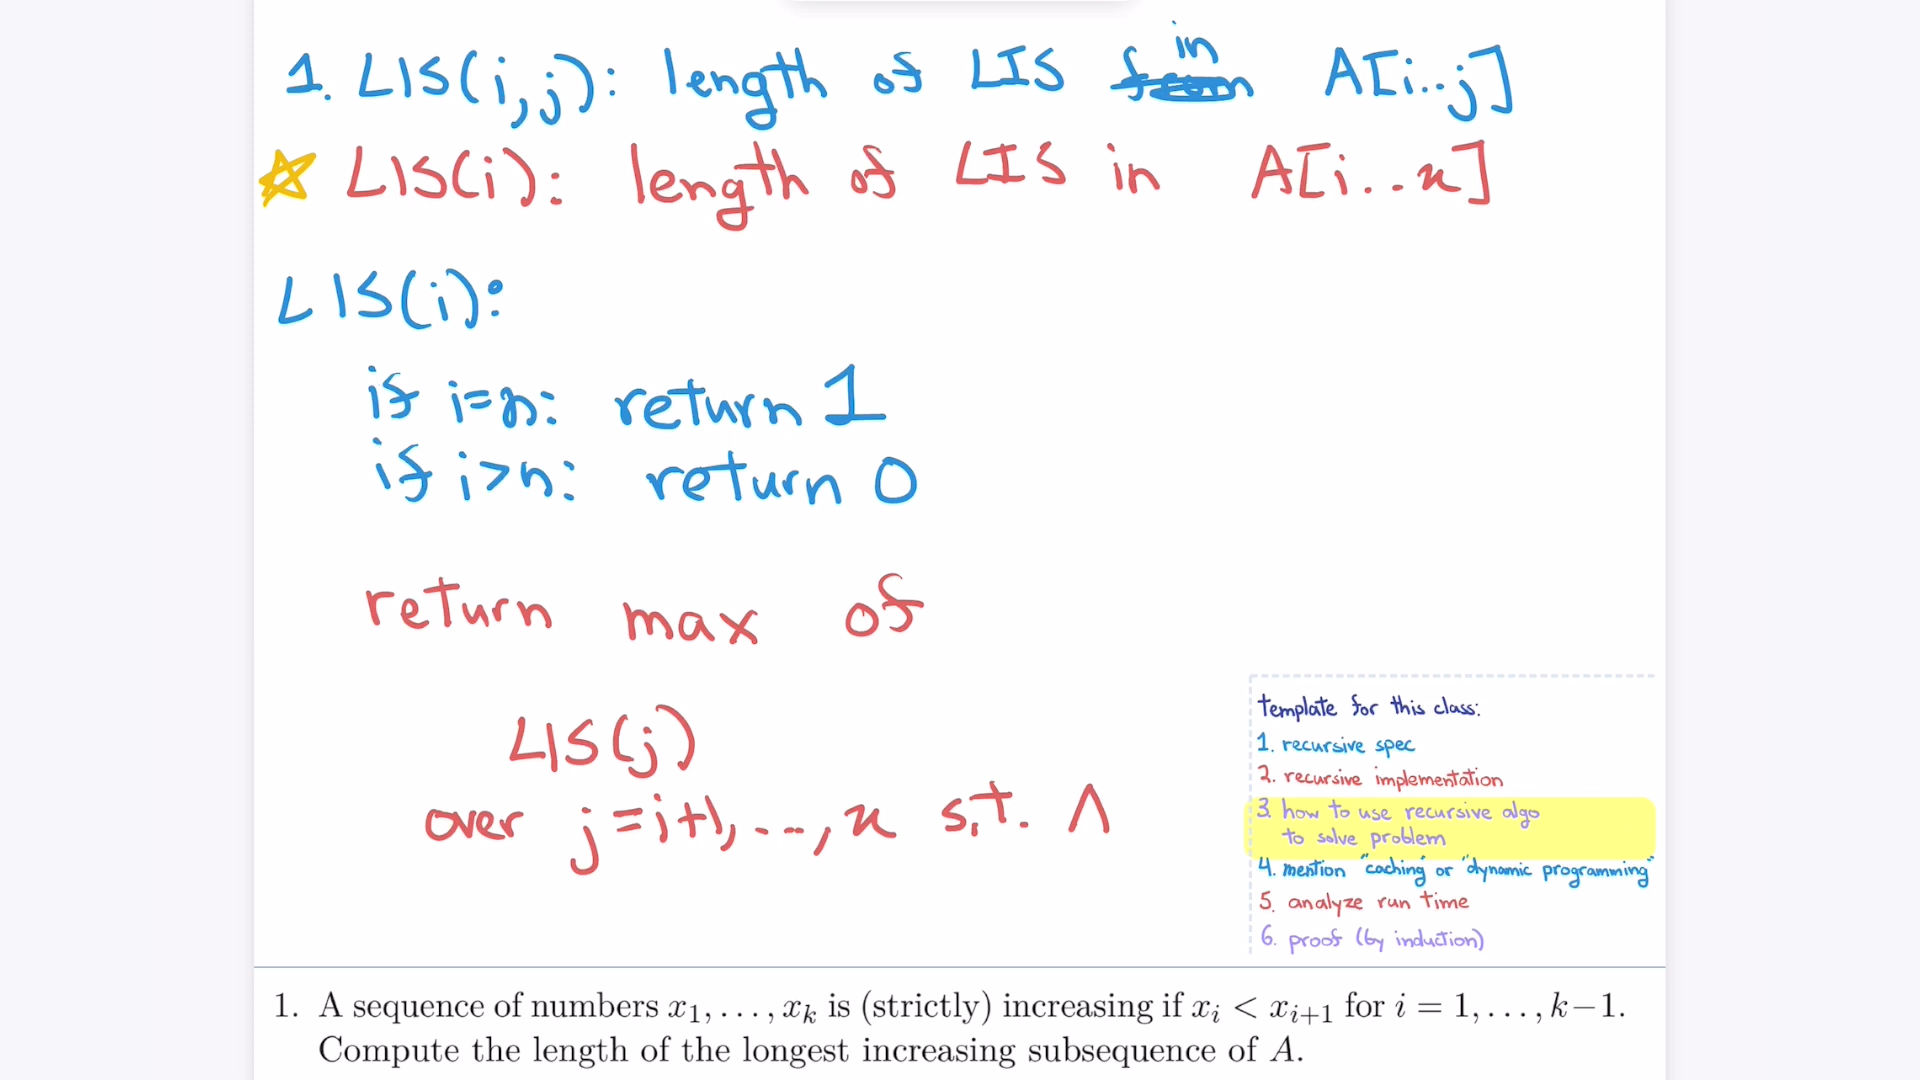 1. LIS(i,j): length of LIS in A[i..j]
LIS(i): length of LIS in A[i..n]
LIS(i):
if i=n: return 1
if i>n: return 0
return max of
LIS(j)
over j=i+1,...,n s.t.
template for this class:
1. recursive spec
2. recursive implementation
3. how to use recursive algo
to solve problem
4. mention "caching" or "dynamic programming"
5. analyze run time
6. proof (by induction)
1. A sequence of numbers x₁, . . . , xₖ is (strictly) increasing if xᵢ < xᵢ₊₁ for i = 1, . . . , k−1.
Compute the length of the longest increasing subsequence of A.